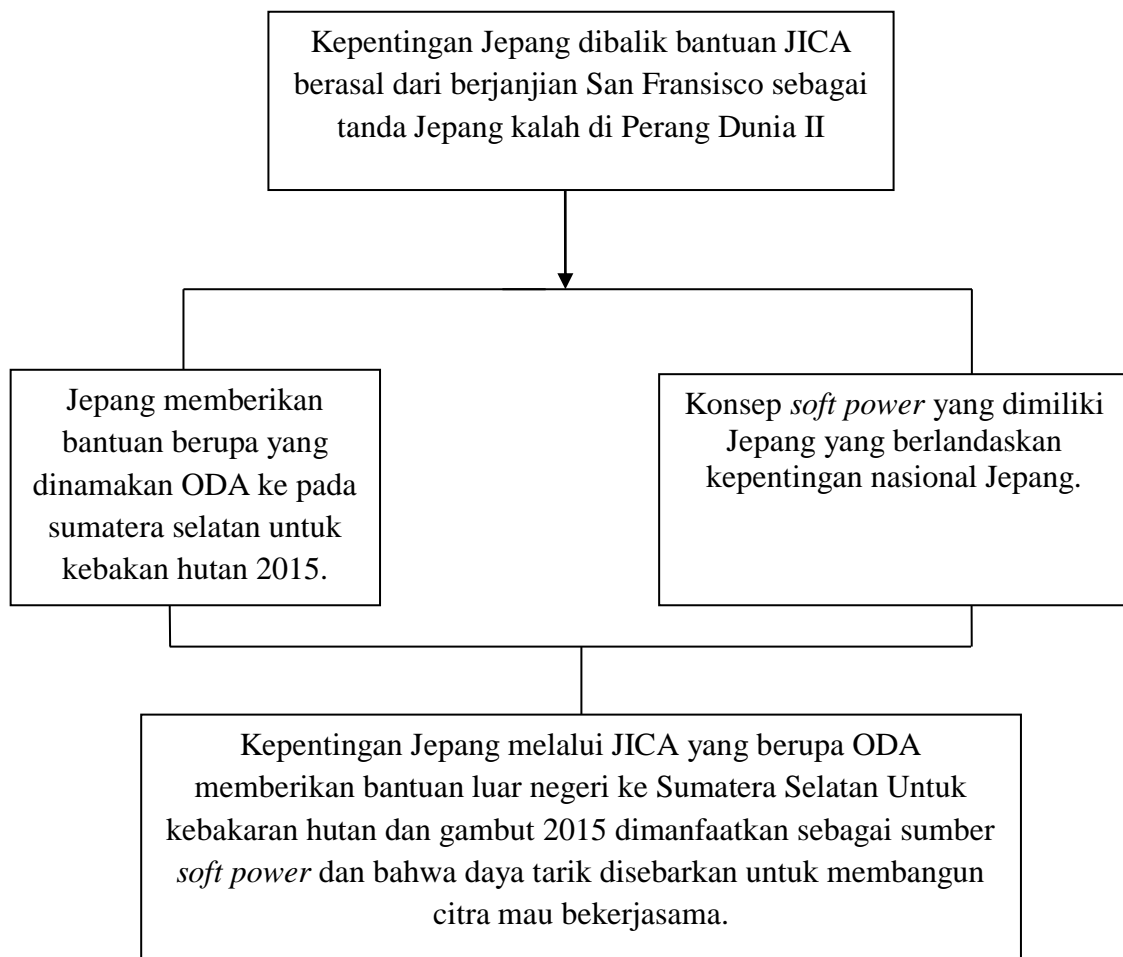 Kepentingan Jepang dibalik bantuan JICA
berasal dari berjanjian San Fransisco sebagai
tanda Jepang kalah di Perang Dunia II
Jepang memberikan
bantuan berupa yang
dinamakan ODA ke pada
sumatera selatan untuk
kebakan hutan 2015.
Konsep soft power yang dimiliki
Jepang yang berlandaskan
kepentingan nasional Jepang.
Kepentingan Jepang melalui JICA yang berupa ODA
memberikan bantuan luar negeri ke Sumatera Selatan Untuk
kebakaran hutan dan gambut 2015 dimanfaatkan sebagai sumber
soft power dan bahwa daya tarik disebarkan untuk membangun
citra mau bekerjasama.